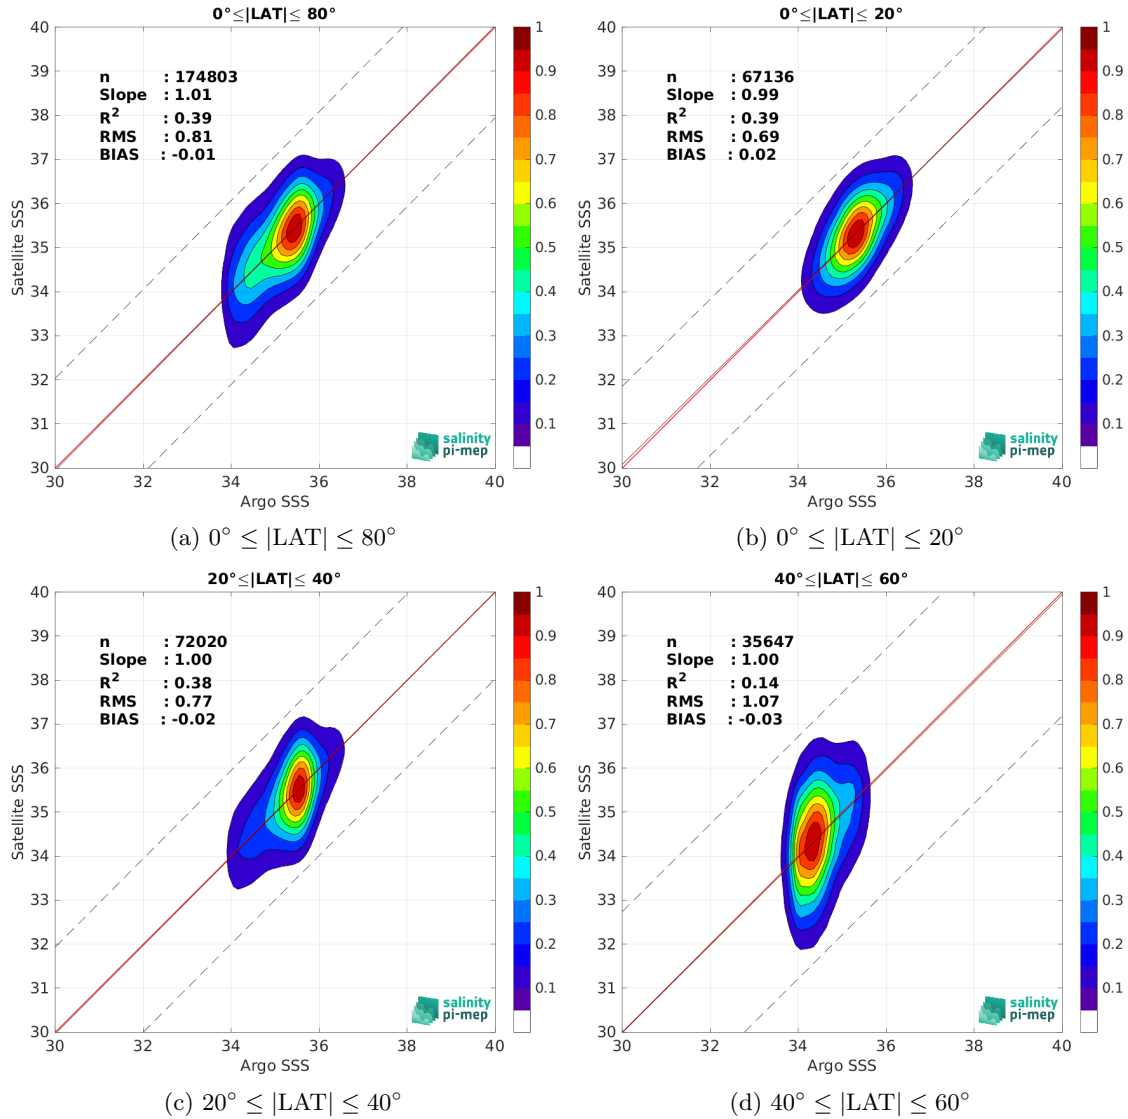 0°≤|LAT|≤ 80°
n : 174803
Slope : 1.01
R² : 0.39
RMS : 0.81
BIAS : -0.01
40
39
38
37
36
35
34
33
32
31
30
Satellite SSS
30 32 34 36 38 40
Argo SSS
1
0.9
0.8
0.7
0.6
0.5
0.4
0.3
0.2
0.1
salinity
pi-mep
(a) 0° ≤ |LAT| ≤ 80°
0°≤|LAT|≤ 20°
n : 67136
Slope : 0.99
R² : 0.39
RMS : 0.69
BIAS : 0.02
40
39
38
37
36
35
34
33
32
31
30
Satellite SSS
30 32 34 36 38 40
Argo SSS
1
0.9
0.8
0.7
0.6
0.5
0.4
0.3
0.2
0.1
salinity
pi-mep
(b) 0° ≤ |LAT| ≤ 20°
20°≤|LAT|≤ 40°
n : 72020
Slope : 1.00
R² : 0.38
RMS : 0.77
BIAS : -0.02
40
39
38
37
36
35
34
33
32
31
30
Satellite SSS
30 32 34 36 38 40
Argo SSS
1
0.9
0.8
0.7
0.6
0.5
0.4
0.3
0.2
0.1
salinity
pi-mep
(c) 20° ≤ |LAT| ≤ 40°
40°≤|LAT|≤ 60°
n : 35647
Slope : 1.00
R² : 0.14
RMS : 1.07
BIAS : -0.03
40
39
38
37
36
35
34
33
32
31
30
Satellite SSS
30 32 34 36 38 40
Argo SSS
1
0.9
0.8
0.7
0.6
0.5
0.4
0.3
0.2
0.1
salinity
pi-mep
(d) 40° ≤ |LAT| ≤ 60°